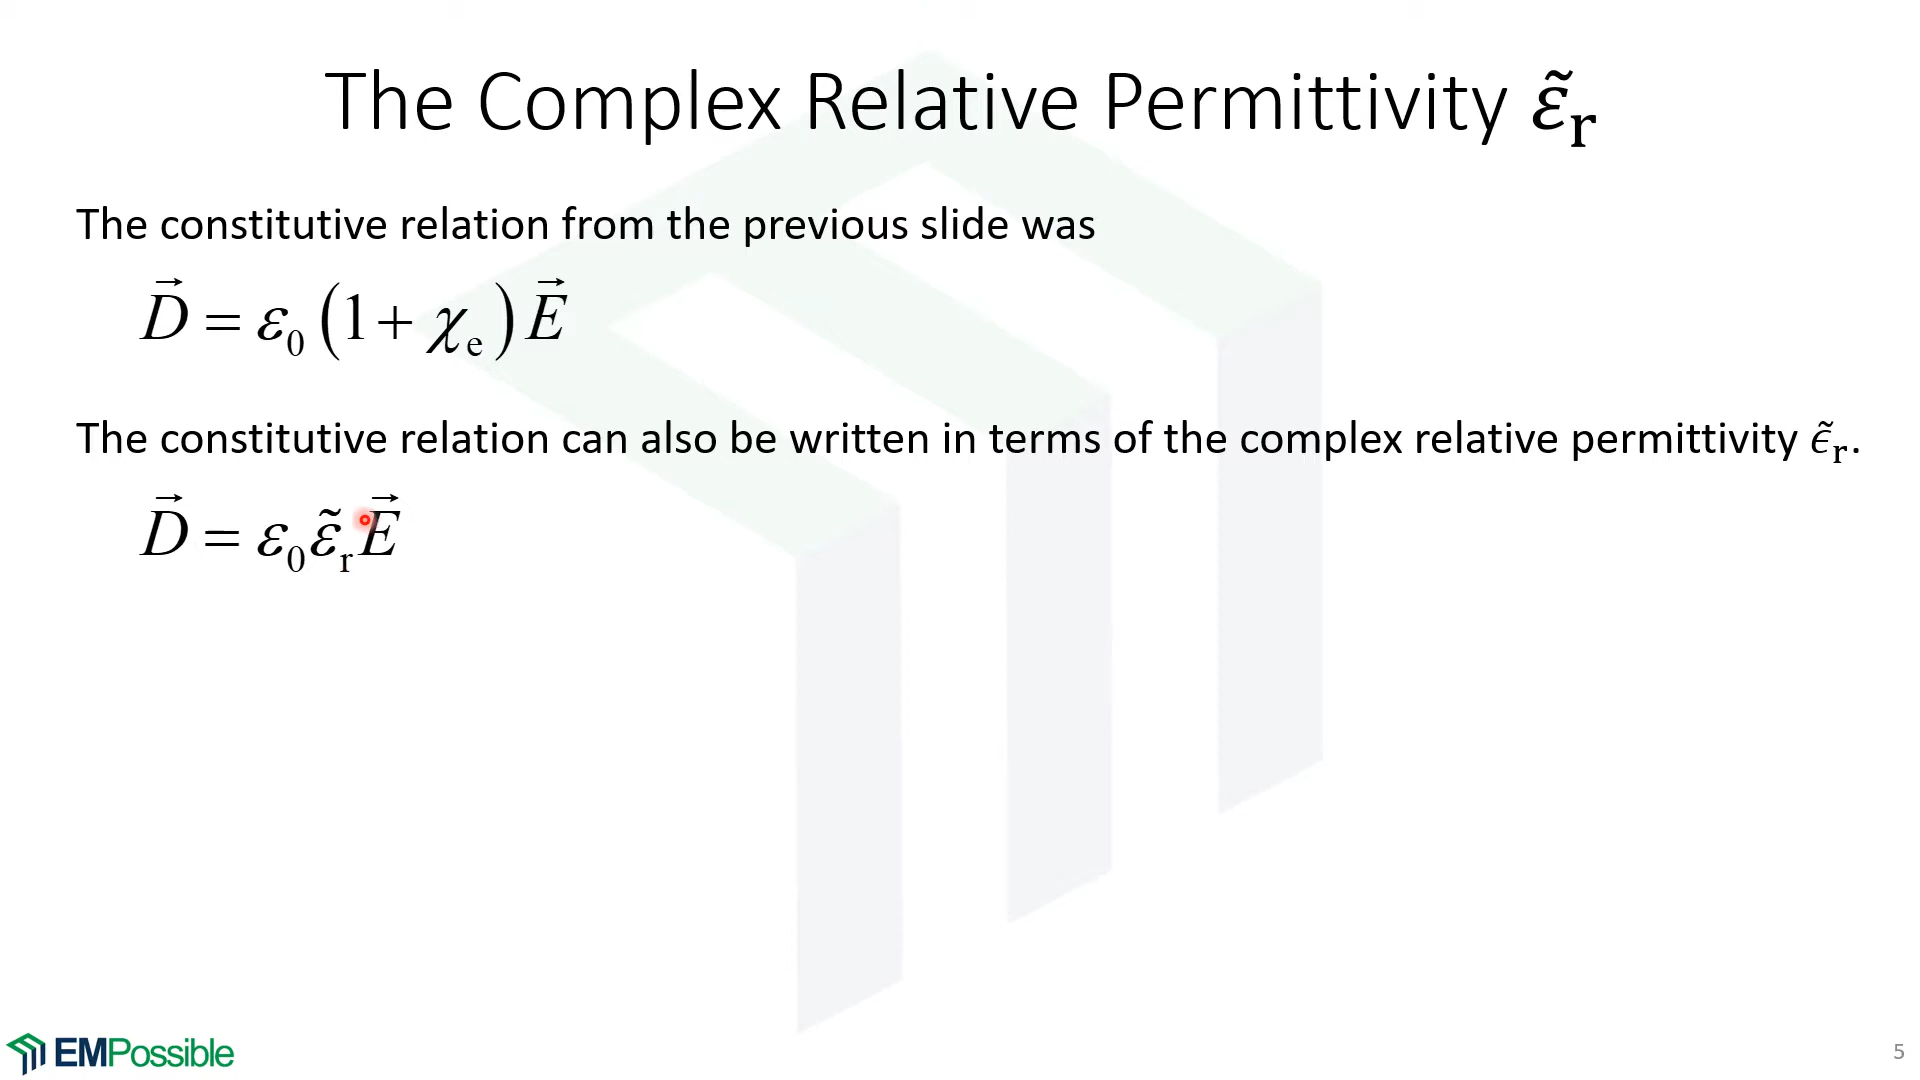 The Complex Relative Permittivity ε̃ᵣ
The constitutive relation from the previous slide was
D⃗ = ε₀(1 + χₑ)E⃗
The constitutive relation can also be written in terms of the complex relative permittivity ϵ̃ᵣ.
D⃗ = ε₀ε̃ᵣE⃗
EMPossible
5